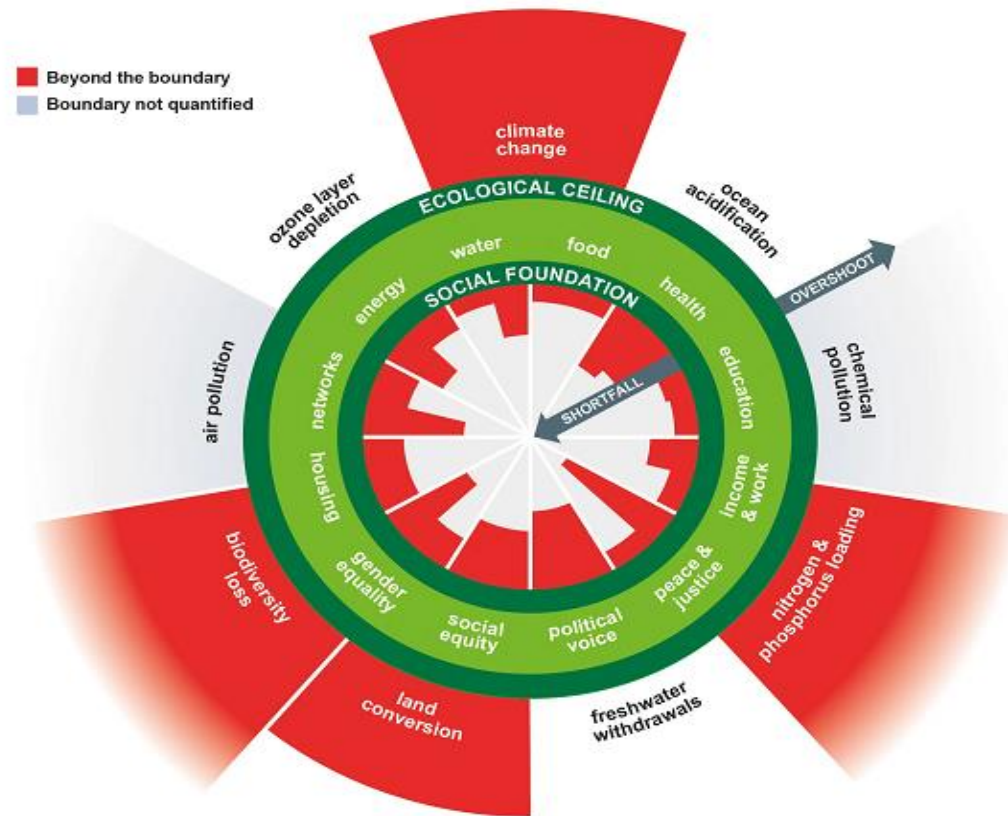 Beyond the boundary
Boundary not quantified
climate
change
ozone layer
depletion
ocean
acidification
ECOLOGICAL CEILING
water
food
energy
health
SOCIAL FOUNDATION
OVERSHOOT
SHORTFALL
air pollution
networks
education
chemical
pollution
housing
income
& work
biodiversity
loss
gender
equality
social
equity
political
voice
peace &
justice
nitrogen &
phosphorus loading
land
conversion
freshwater
withdrawals